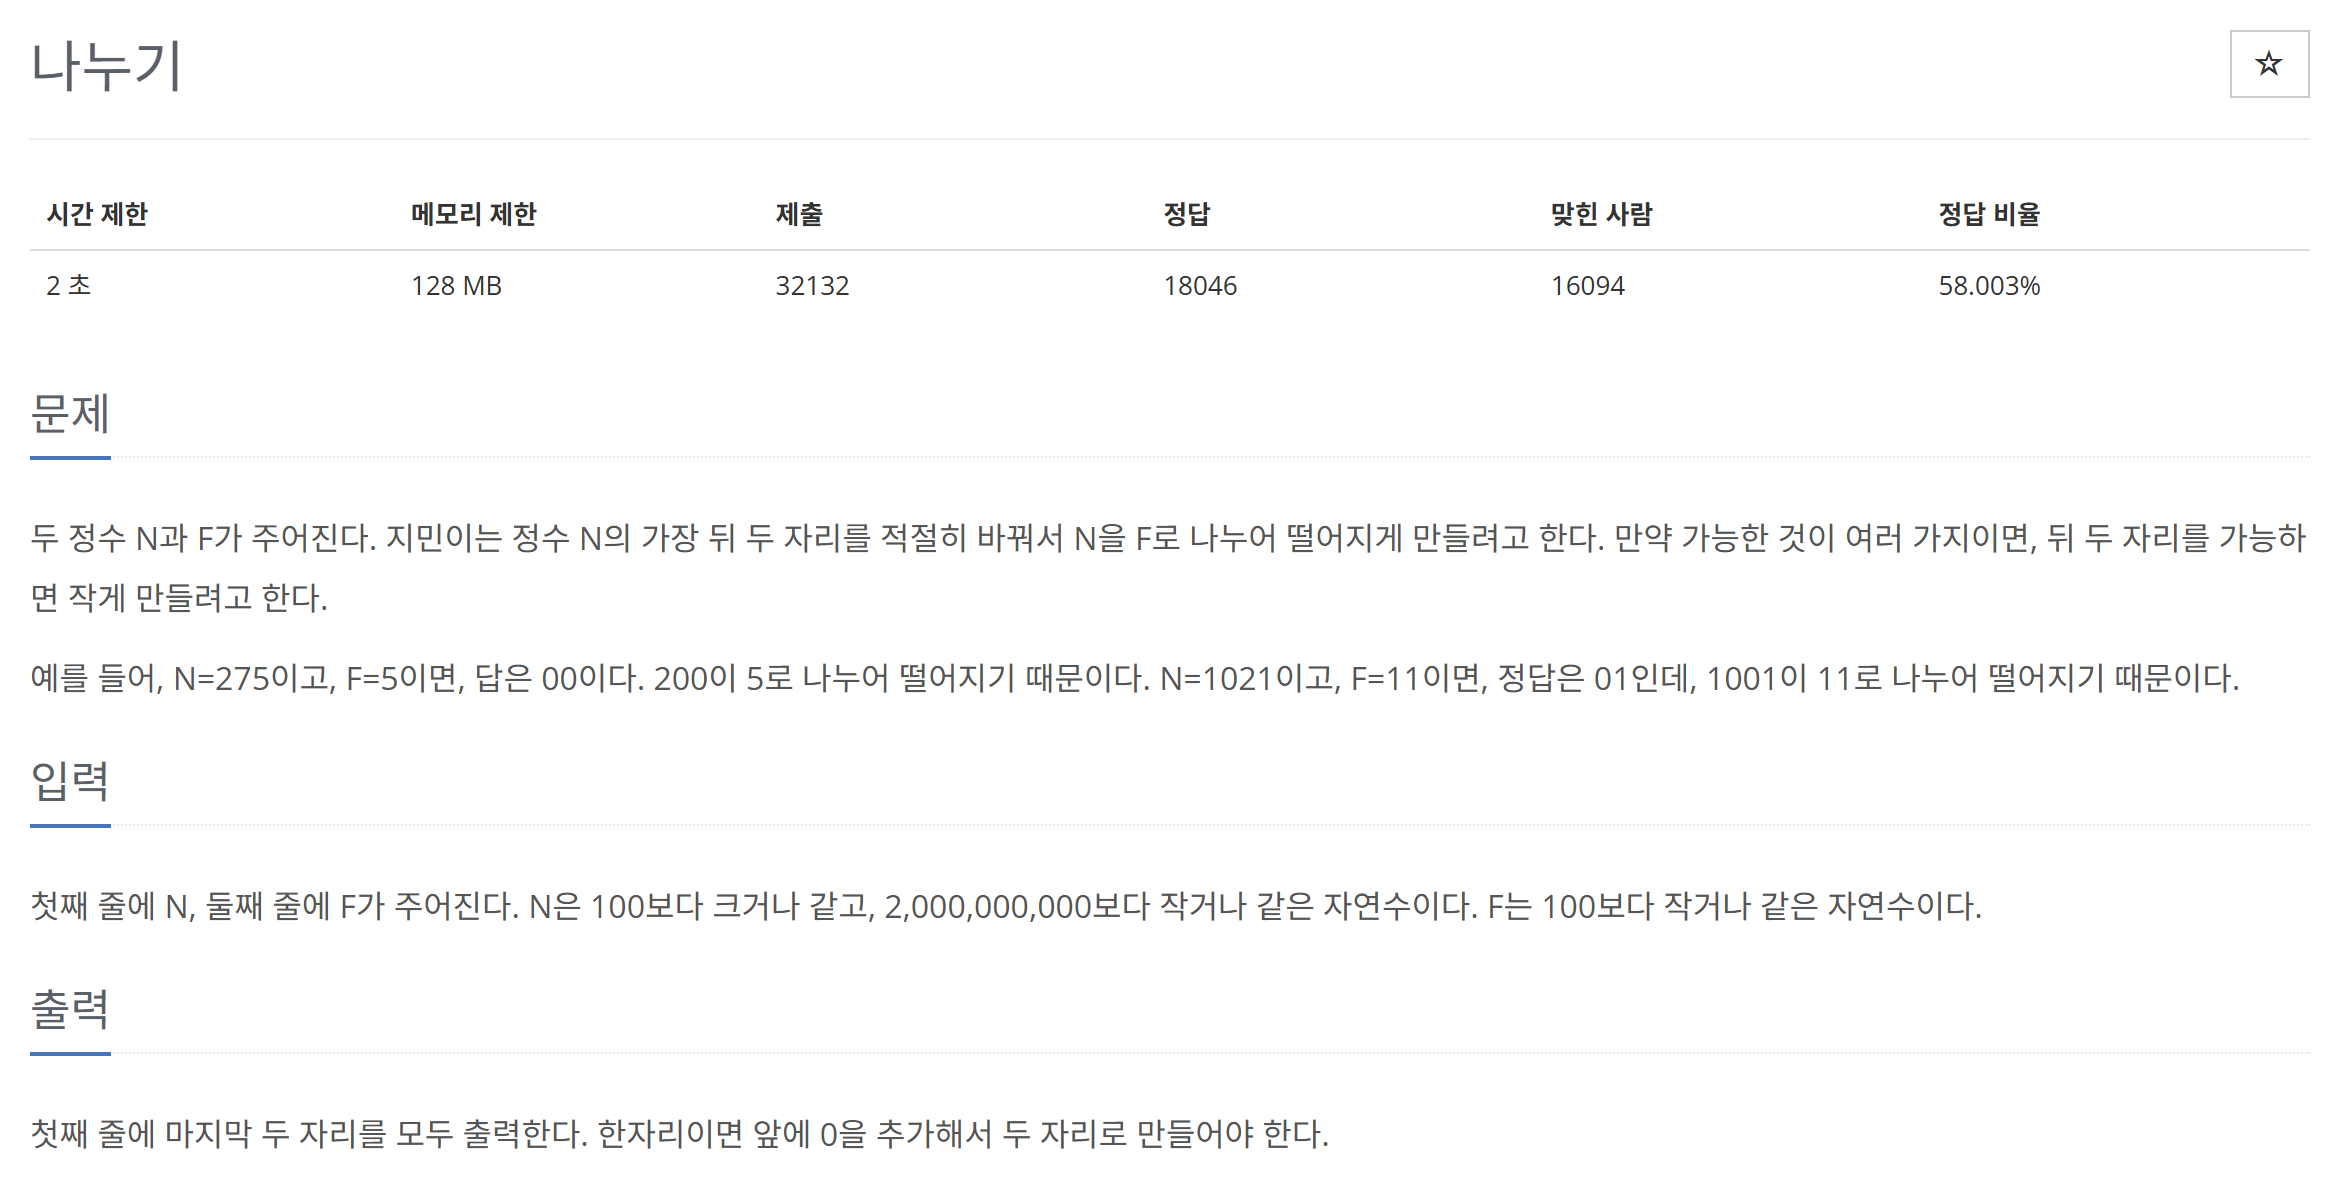 나누기
☆
시간 제한 메모리 제한 제출 정답 맞힌 사람 정답 비율
2 초 128 MB 32132 18046 16094 58.003%
문제
두 정수 N과 F가 주어진다. 지민이는 정수 N의 가장 뒤 두 자리를 적절히 바꿔서 N을 F로 나누어 떨어지게 만들려고 한다. 만약 가능한 것이 여러 가지이면, 뒤 두 자리를 가능하
면 작게 만들려고 한다.
예를 들어, N=275이고, F=5이면, 답은 00이다. 200이 5로 나누어 떨어지기 때문이다. N=1021이고, F=11이면, 정답은 01인데, 1001이 11로 나누어 떨어지기 때문이다.
입력
첫째 줄에 N, 둘째 줄에 F가 주어진다. N은 100보다 크거나 같고, 2,000,000,000보다 작거나 같은 자연수이다. F는 100보다 작거나 같은 자연수이다.
출력
첫째 줄에 마지막 두 자리를 모두 출력한다. 한자리이면 앞에 0을 추가해서 두 자리로 만들어야 한다.